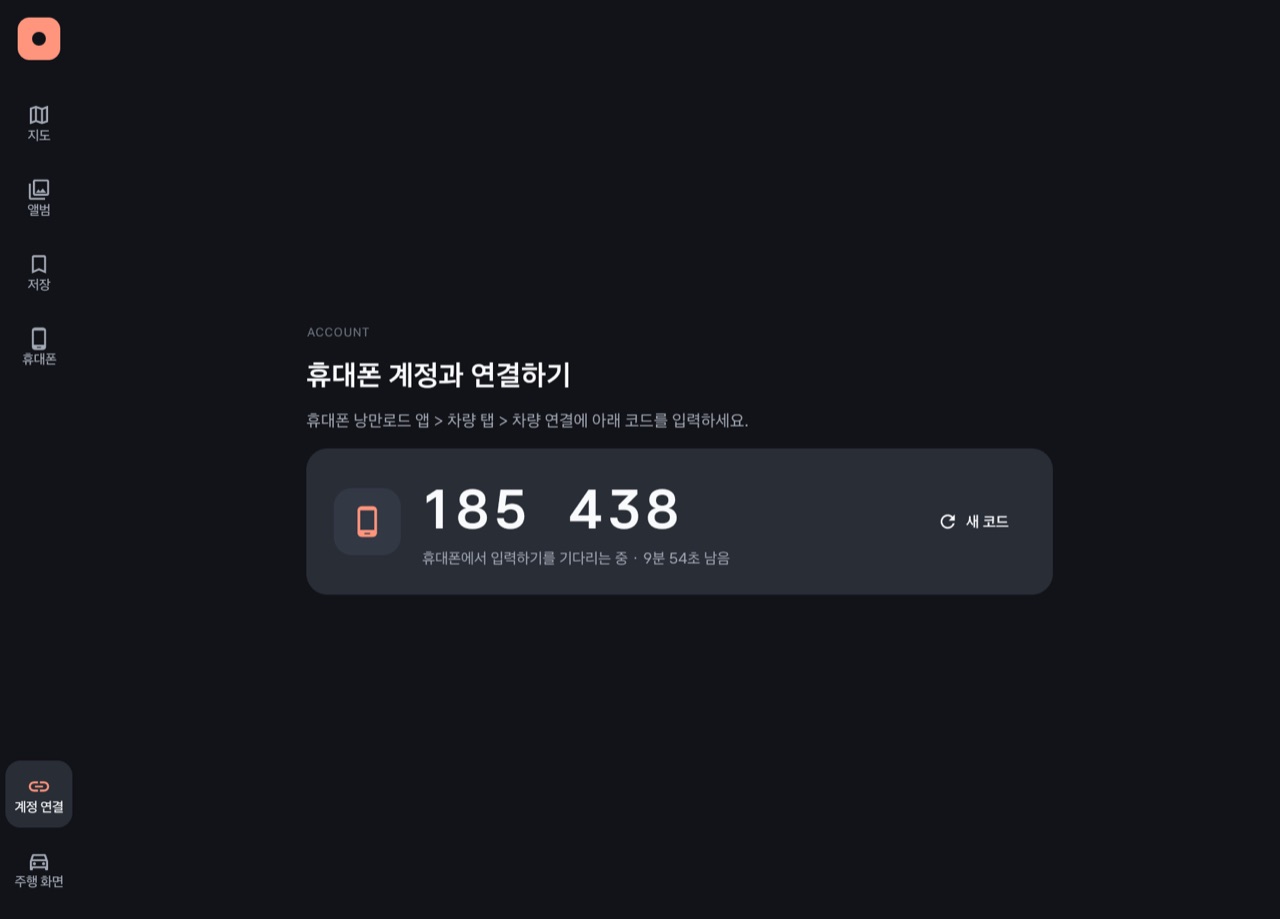 지도
앨범
저장
휴대폰
ACCOUNT
휴대폰 계정과 연결하기
휴대폰 낭만로드 앱 > 차량 탭 > 차량 연결에 아래 코드를 입력하세요.
185 438
휴대폰에서 입력하기를 기다리는 중 · 9분 54초 남음
새 코드
계정 연결
주행 화면